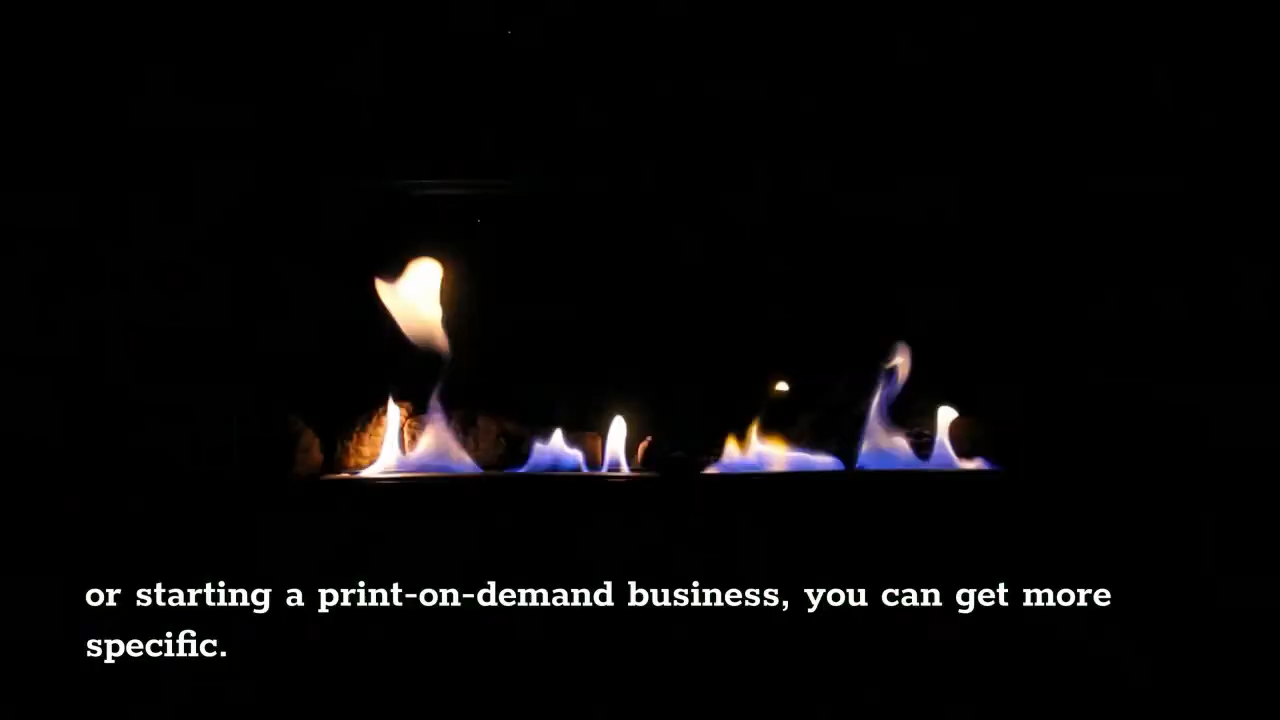 or starting a print-on-demand business, you can get more
specific.